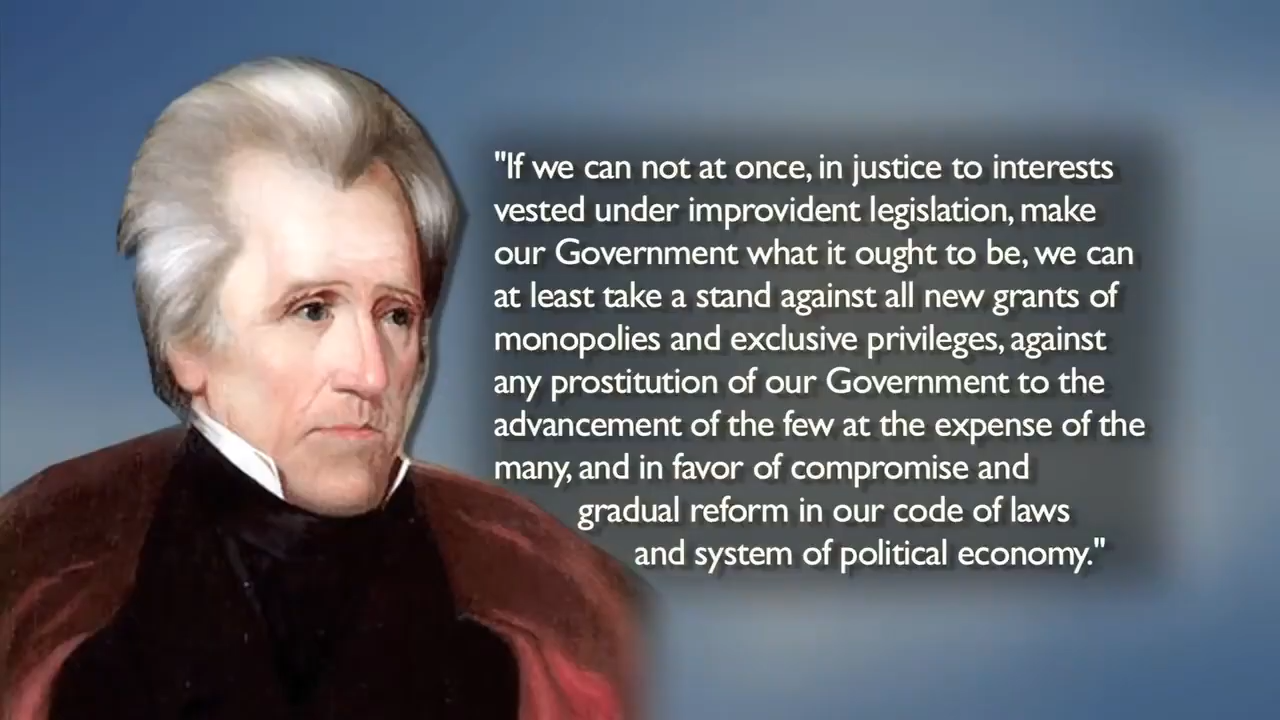 "If we can not at once, in justice to interests
vested under improvident legislation, make
our Government what it ought to be, we can
at least take a stand against all new grants of
monopolies and exclusive privileges, against
any prostitution of our Government to the
advancement of the few at the expense of the
many, and in favor of compromise and
gradual reform in our code of laws
and system of political economy."